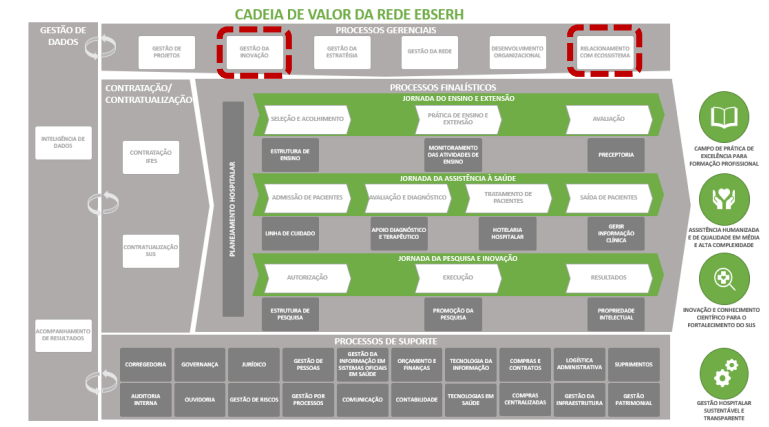 CADEIA DE VALOR DA REDE EBSERH
GESTÃO DE
DADOS
PROCESSOS GERENCIAIS
GESTÃO DE
PROJETOS
GESTÃO DA
INOVAÇÃO
GESTÃO DA
ESTRATÉGIA
GESTÃO DA REDE
DESENVOLVIMENTO
ORGANIZACIONAL
RELACIONAMENTO
COM ECOSSISTEMA
INTELIGÊNCIA DE
DADOS
ACOMPANHAMENTO
DE RESULTADOS
CONTRATAÇÃO/
CONTRATUALIZAÇÃO
CONTRATAÇÃO
IFES
CONTRATUALIZAÇÃO
SUS
PROCESSOS FINALÍSTICOS
PLANEJAMENTO HOSPITALAR
JORNADA DO ENSINO E EXTENSÃO
SELEÇÃO E ACOLHIMENTO
PRÁTICA DE ENSINO E
EXTENSÃO
AVALIAÇÃO
ESTRUTURA DE
ENSINO
MONITORAMENTO
DAS ATIVIDADES DE
ENSINO
PRECEPTORIA
JORNADA DA ASSISTÊNCIA À SAÚDE
ADMISSÃO DE PACIENTES
AVALIAÇÃO E DIAGNÓSTICO
TRATAMENTO DE
PACIENTES
SAÍDA DE PACIENTES
LINHA DE CUIDADO
APOIO DIAGNÓSTICO
E TERAPÊUTICO
HOTELARIA
HOSPITALAR
GERIR
INFORMAÇÃO
CLÍNICA
JORNADA DA PESQUISA E INOVAÇÃO
AUTORIZAÇÃO
EXECUÇÃO
RESULTADOS
ESTRUTURA DE
PESQUISA
PROMOÇÃO DA
PESQUISA
PROPRIEDADE
INTELECTUAL
CAMPO DE PRÁTICA DE
EXCELÊNCIA PARA
FORMAÇÃO PROFISSIONAL
ASSISTÊNCIA HUMANIZADA
E DE QUALIDADE EM MÉDIA
E ALTA COMPLEXIDADE
INOVAÇÃO E CONHECIMENTO
CIENTÍFICO PARA O
FORTALECIMENTO DO SUS
GESTÃO HOSPITALAR
SUSTENTÁVEL E
TRANSPARENTE
PROCESSOS DE SUPORTE
CORREGEDORIA
GOVERNANÇA
JURÍDICO
GESTÃO DE
PESSOAS
GESTÃO DA
INFORMAÇÃO EM
SISTEMAS OFICIAIS
EM SAÚDE
ORÇAMENTO E
FINANÇAS
TECNOLOGIA DA
INFORMAÇÃO
COMPRAS E
CONTRATOS
LOGÍSTICA
ADMINISTRATIVA
SUPRIMENTOS
AUDITORIA
INTERNA
OUVIDORIA
GESTÃO DE RISCOS
GESTÃO POR
PROCESSOS
COMUNICAÇÃO
CONTABILIDADE
TECNOLOGIAS EM
SAÚDE
COMPRAS
CENTRALIZADAS
GESTÃO DA
INFRAESTRUTURA
GESTÃO
PATRIMONIAL